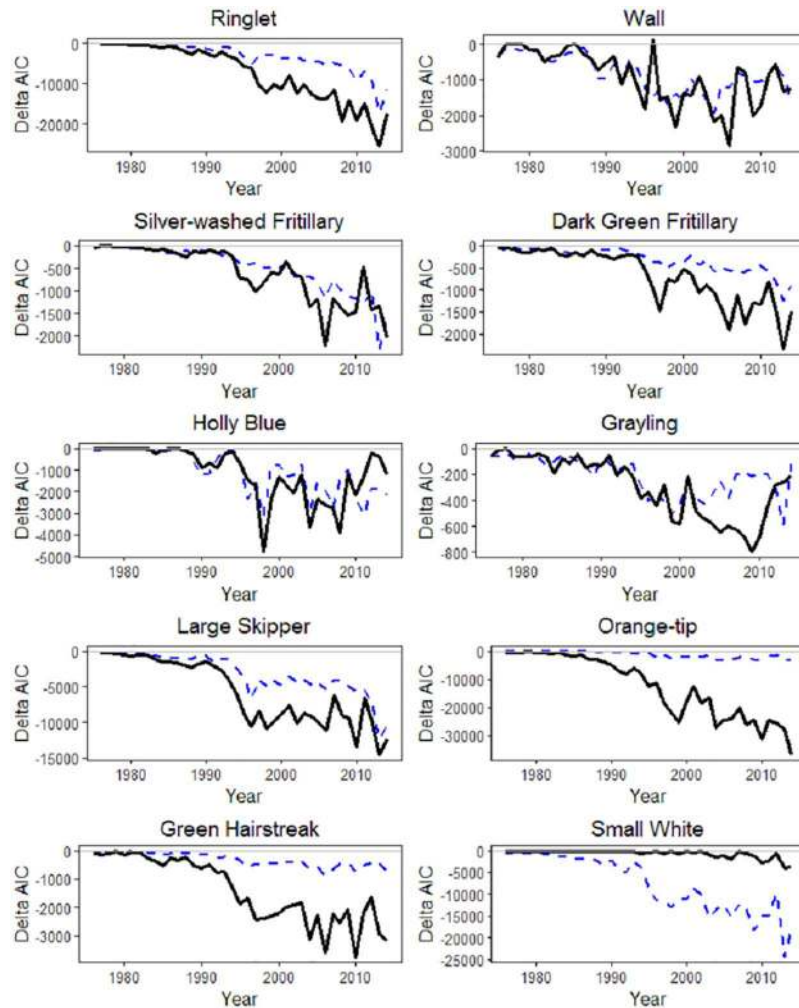 Ringlet
Wall
Delta AIC
0
-10000
-20000
1980
1990
2000
2010
Year
Delta AIC
0
-1000
-2000
-3000
1980
1990
2000
2010
Year
Silver-washed Fritillary
Dark Green Fritillary
Delta AIC
0
-500
-1000
-1500
-2000
1980
1990
2000
2010
Year
Delta AIC
0
-500
-1000
-1500
-2000
1980
1990
2000
2010
Year
Holly Blue
Grayling
Delta AIC
0
-1000
-2000
-3000
-4000
-5000
1980
1990
2000
2010
Year
Delta AIC
0
-200
-400
-600
-800
1980
1990
2000
2010
Year
Large Skipper
Orange-tip
Delta AIC
0
-5000
-10000
-15000
1980
1990
2000
2010
Year
Delta AIC
0
-10000
-20000
-30000
1980
1990
2000
2010
Year
Green Hairstreak
Small White
Delta AIC
0
-1000
-2000
-3000
1980
1990
2000
2010
Year
Delta AIC
0
-5000
-10000
-15000
-20000
-25000
1980
1990
2000
2010
Year